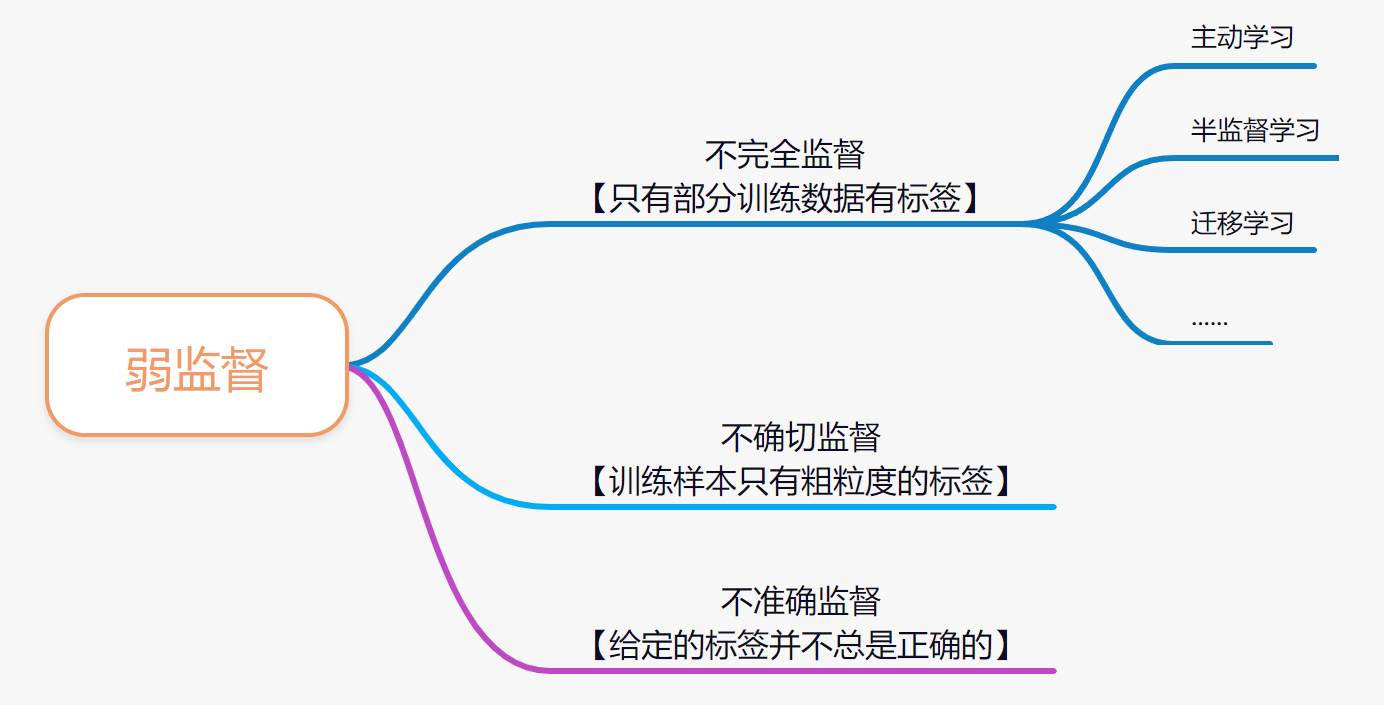 弱监督
不完全监督
【只有部分训练数据有标签】
主动学习
半监督学习
迁移学习
......
不确切监督
【训练样本只有粗粒度的标签】
不准确监督
【给定的标签并不总是正确的】